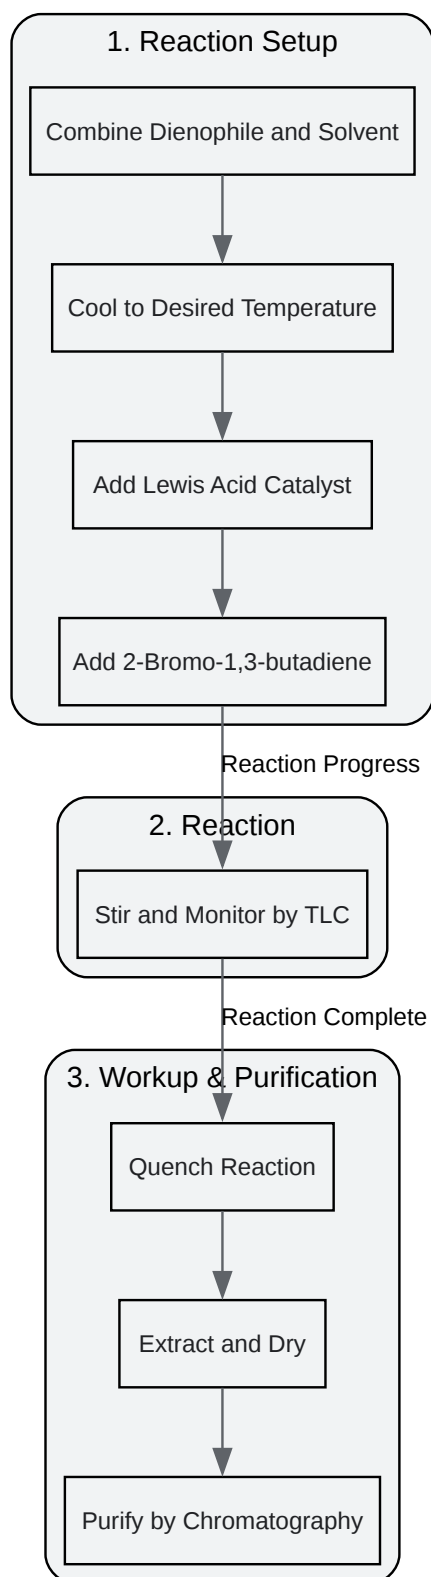 1. Reaction Setup
Combine Dienophile and Solvent
Cool to Desired Temperature
Add Lewis Acid Catalyst
Add 2-Bromo-1,3-butadiene
Reaction Progress
2. Reaction
Stir and Monitor by TLC
Reaction Complete
3. Workup & Purification
Quench Reaction
Extract and Dry
Purify by Chromatography